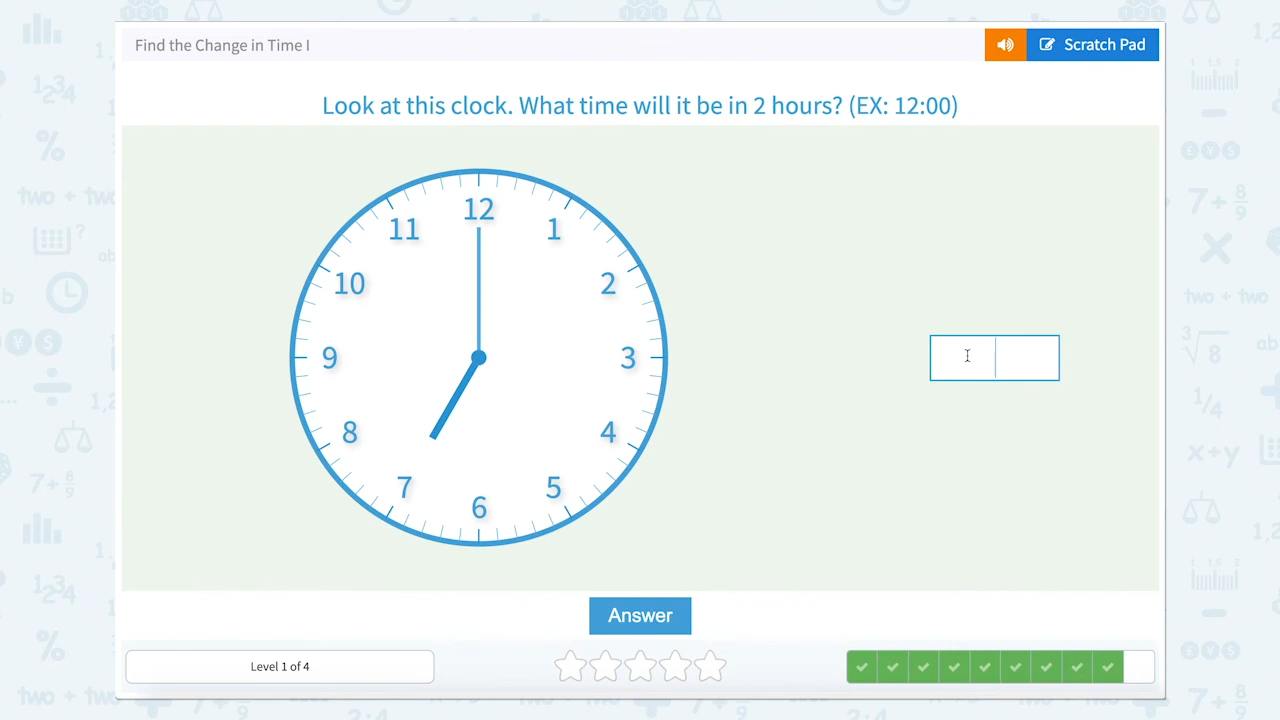 Find the Change in Time I
Scratch Pad
Look at this clock. What time will it be in 2 hours? (EX: 12:00)
12
11
1
10
2
9
3
8
4
7
5
6
Answer
Level 1 of 4